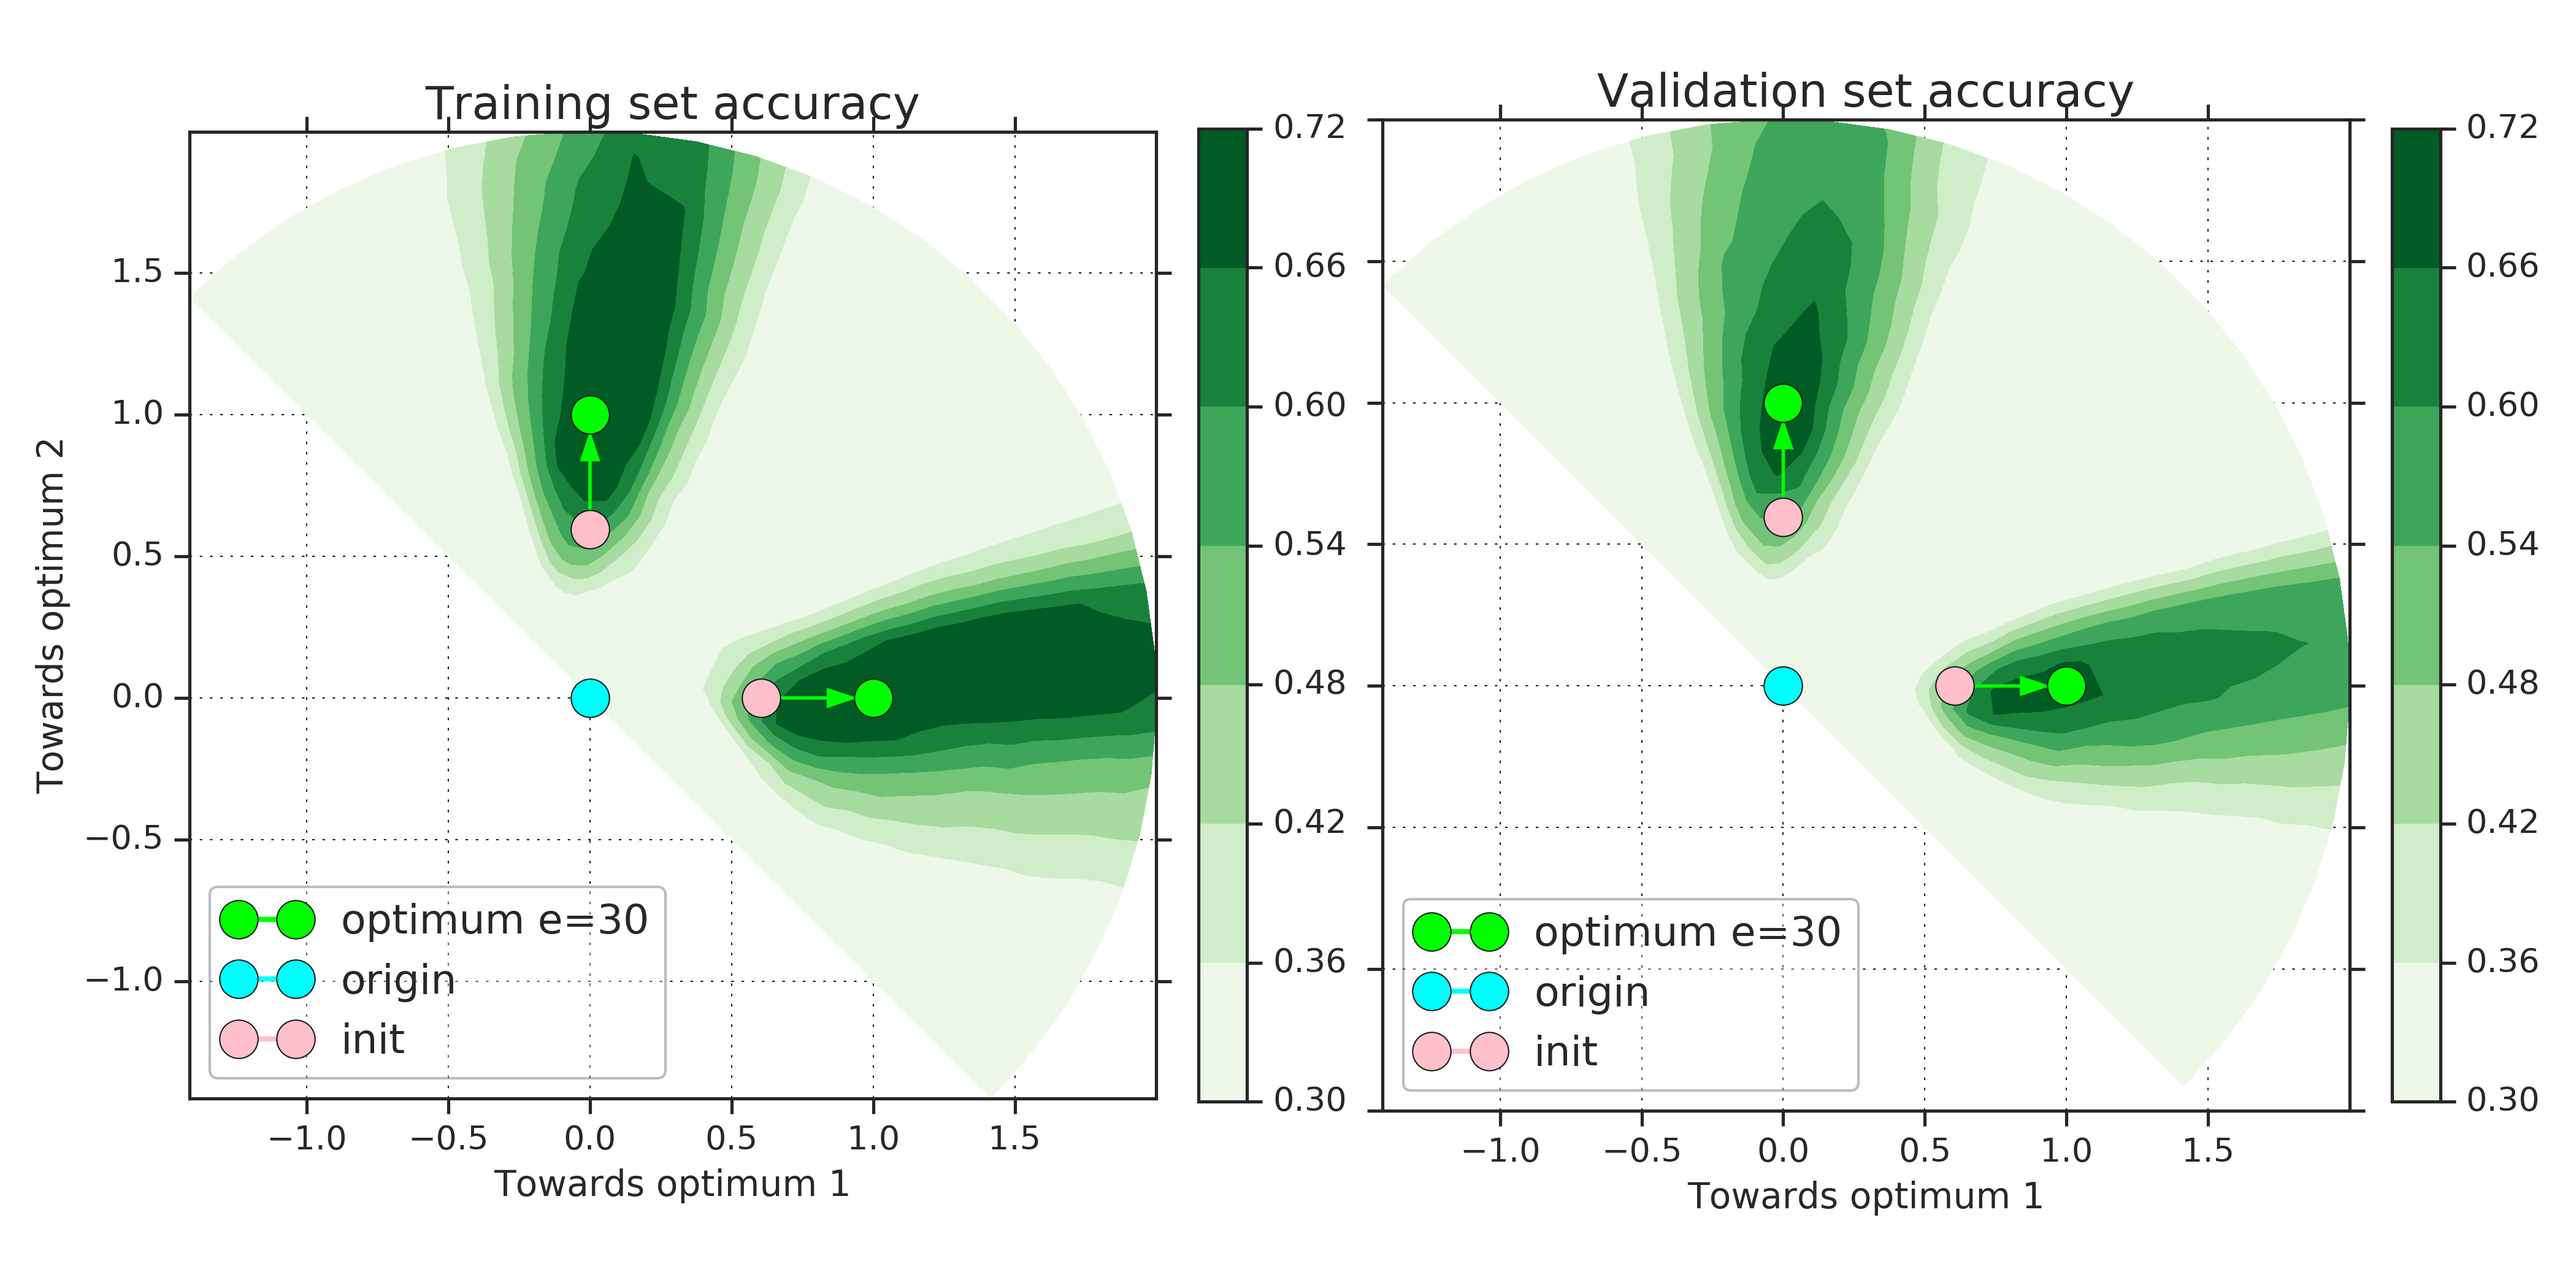 Training set accuracy
Towards optimum 2
1.5
1.0
0.5
0.0
−0.5
−1.0
optimum e=30
origin
init
−1.0 −0.5 0.0 0.5 1.0 1.5
Towards optimum 1
0.72
0.66
0.60
0.54
0.48
0.42
0.36
0.30
Validation set accuracy
optimum e=30
origin
init
−1.0 −0.5 0.0 0.5 1.0 1.5
Towards optimum 1
0.72
0.66
0.60
0.54
0.48
0.42
0.36
0.30